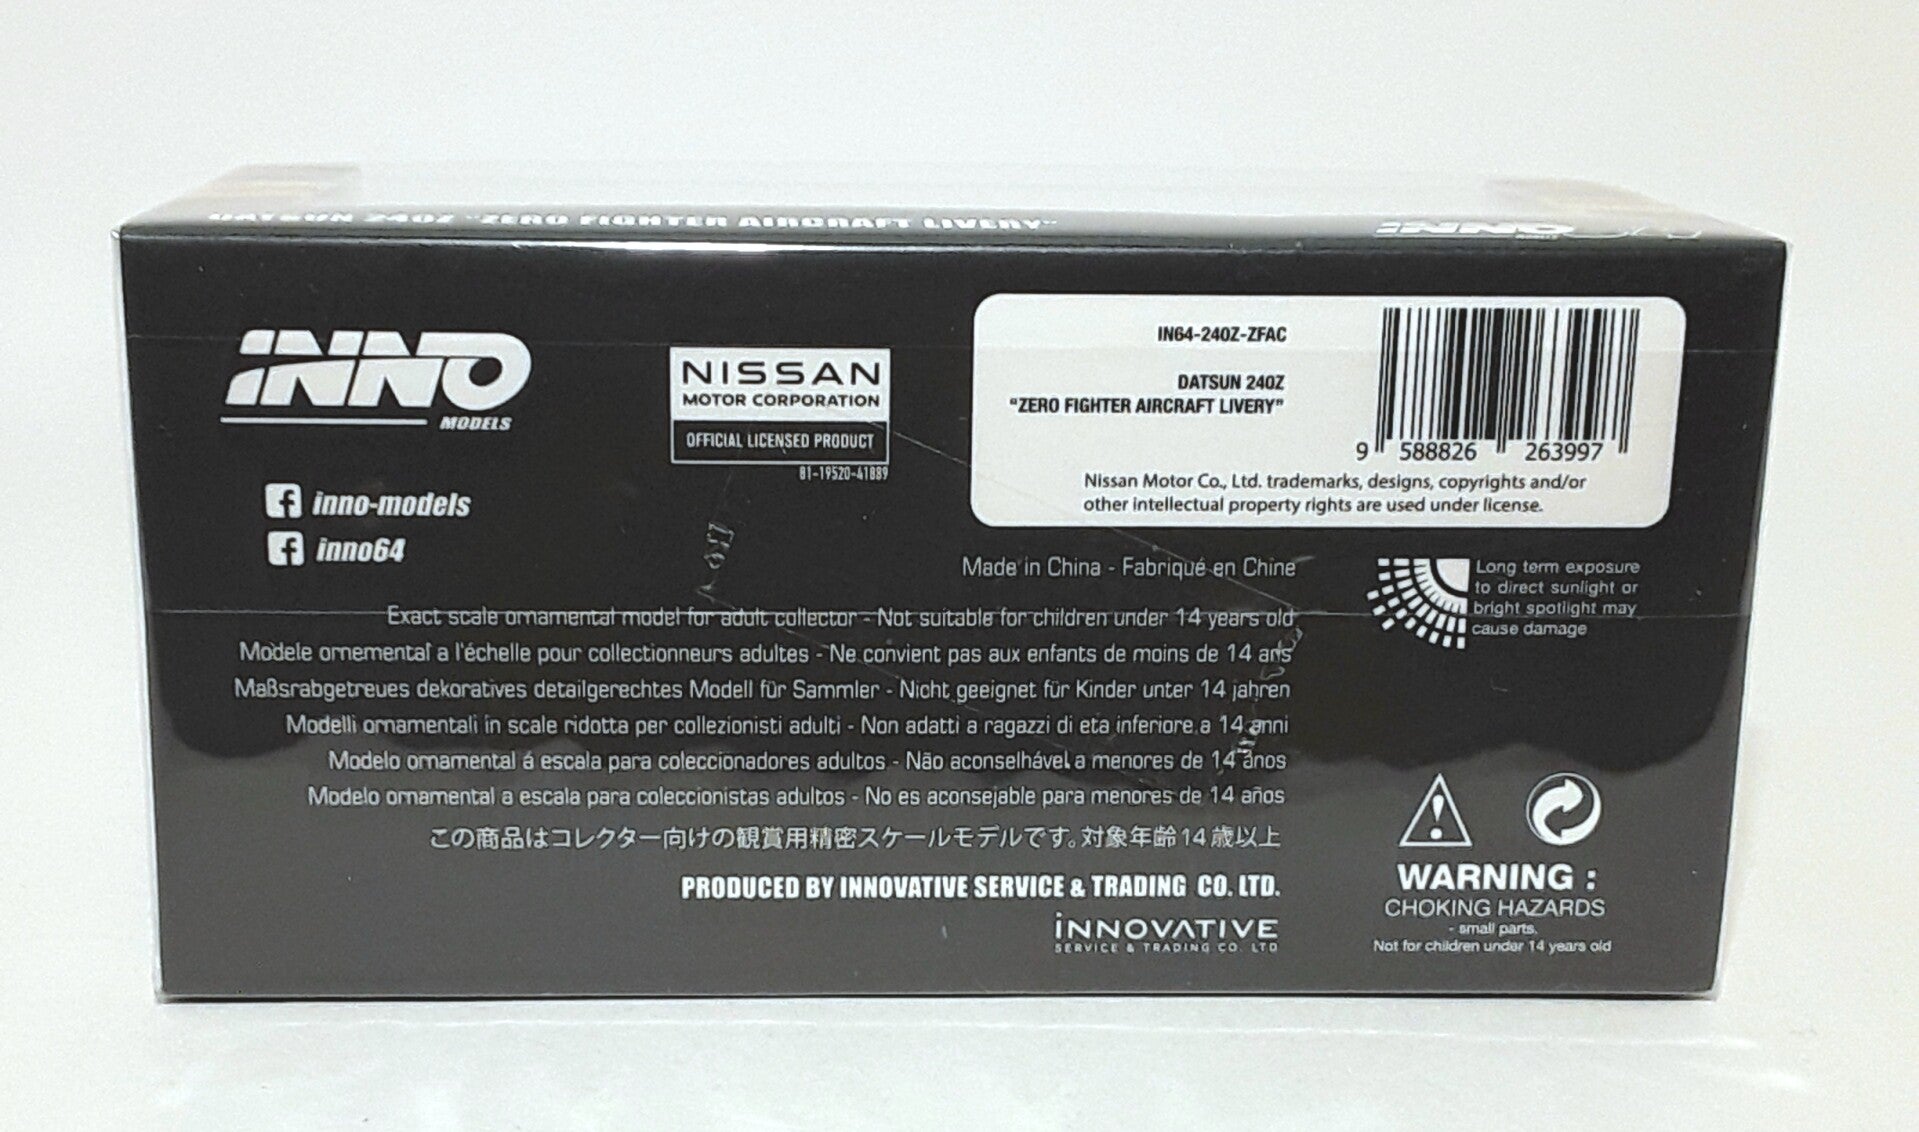 DATSUN 240Z "ZERO FIGHTER AIRCRAFT LIVERY"
INNO
INNO
MODELS
inno-models
inno64
NISSAN
MOTOR CORPORATION
OFFICIAL LICENSED PRODUCT
81-19520-41889
IN64-240Z-ZFAC
DATSUN 240Z
"ZERO FIGHTER AIRCRAFT LIVERY"
9 588826 263997
Nissan Motor Co., Ltd. trademarks, designs, copyrights and/or
other intellectual property rights are used under license.
Made in China - Fabriqué en Chine
Long term exposure
to direct sunlight or
bright spotlight may
cause damage
Exact scale ornamental model for adult collector - Not suitable for children under 14 years old
Modele ornemental a l'échelle pour collectionneurs adultes - Ne convient pas aux enfants de moins de 14 ans
Maßsrabgetreues dekoratives detailgerechtes Modell für Sammler - Nicht geeignet für Kinder unter 14 jahren
Modelli ornamentali in scale ridotta per collezionisti adulti - Non adatti a ragazzi di eta inferiore a 14 anni
Modelo ornamental á escala para coleccionadores adultos - Não aconselhável a menores de 14 anos
Modelo ornamental a escala para coleccionistas adultos - No es aconsejable para menores de 14 años
この商品はコレクター向けの観賞用精密スケールモデルです。対象年齢14歳以上
PRODUCED BY INNOVATIVE SERVICE & TRADING CO. LTD.
INNOVATIVE
SERVICE & TRADING CO. LTD
WARNING :
CHOKING HAZARDS
- small parts.
Not for children under 14 years old